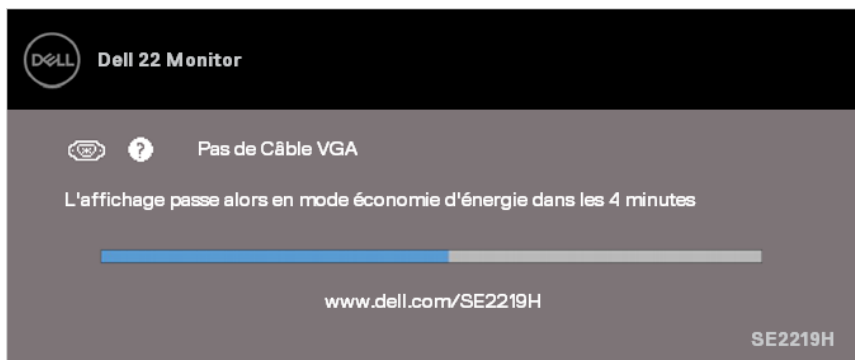 DELL
Dell 22 Monitor
? Pas de Câble VGA
L'affichage passe alors en mode économie d'énergie dans les 4 minutes
www.dell.com/SE2219H
SE2219H